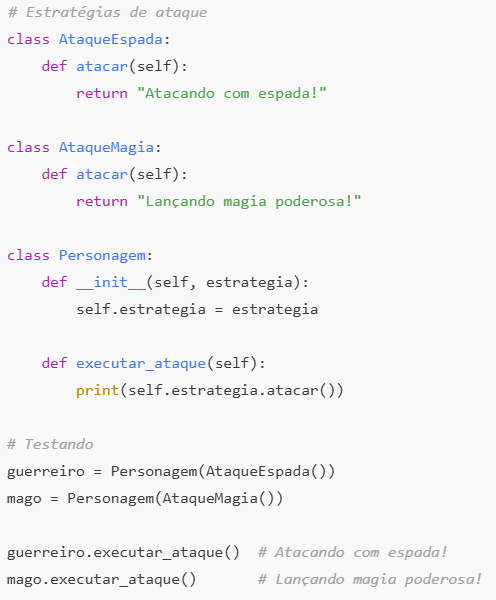 # Estratégias de ataque
class AtaqueEspada:
    def atacar(self):
        return "Atacando com espada!"

class AtaqueMagia:
    def atacar(self):
        return "Lançando magia poderosa!"

class Personagem:
    def __init__(self, estrategia):
        self.estrategia = estrategia

    def executar_ataque(self):
        print(self.estrategia.atacar())

# Testando
guerreiro = Personagem(AtaqueEspada())
mago = Personagem(AtaqueMagia())

guerreiro.executar_ataque()  # Atacando com espada!
mago.executar_ataque()       # Lançando magia poderosa!